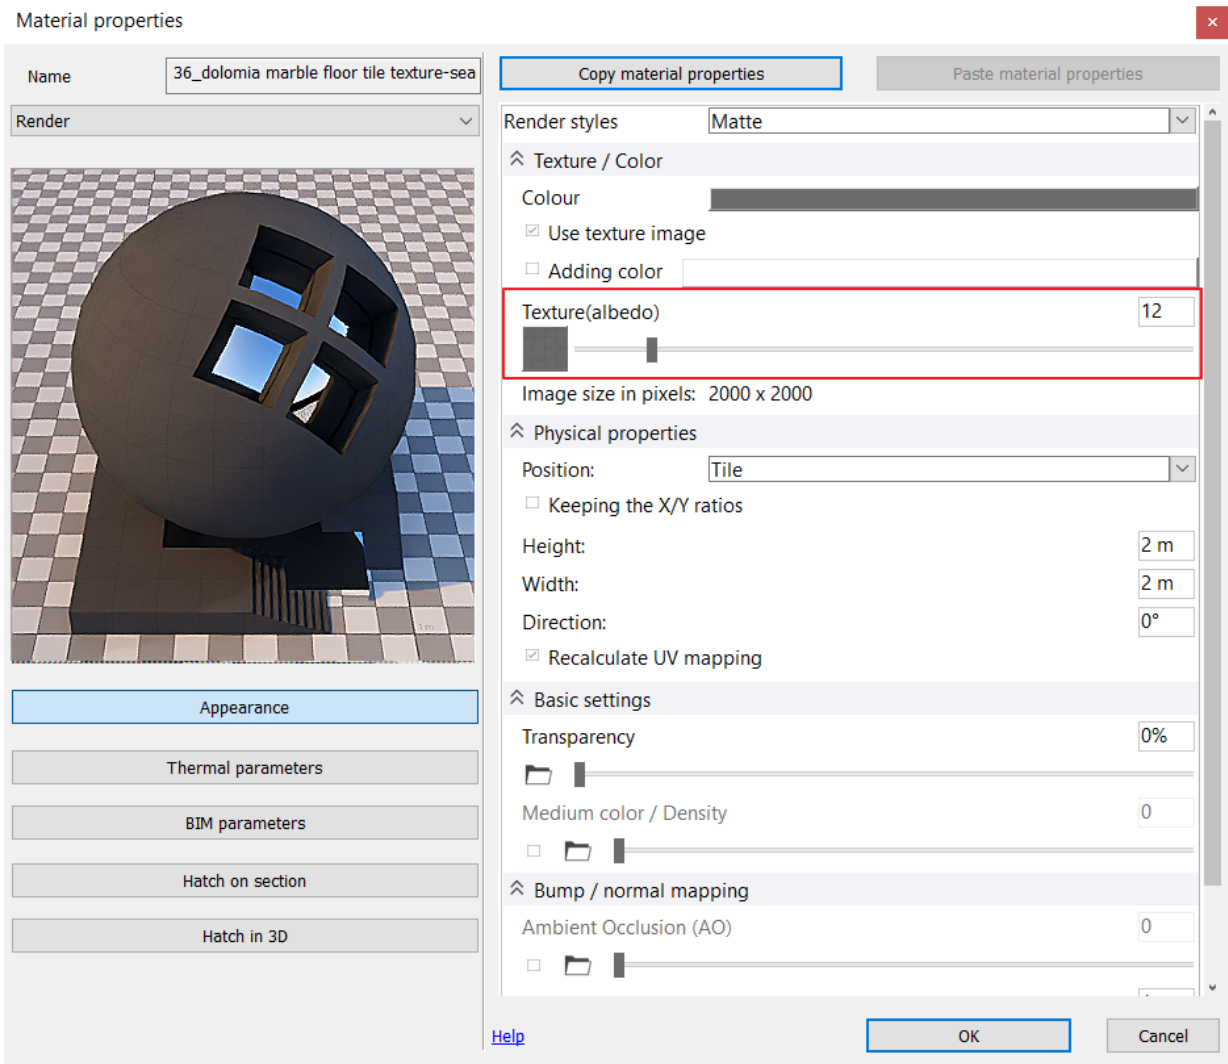 Material properties
×
Name
36_dolomia marble floor tile texture-sea
Render
1m
Appearance
Thermal parameters
BIM parameters
Hatch on section
Hatch in 3D
Copy material properties
Paste material properties
Render styles
Matte
Texture / Color
Colour
Use texture image
Adding color
Texture(albedo)
12
Image size in pixels: 2000 x 2000
Physical properties
Position:
Tile
Keeping the X/Y ratios
Height:
2 m
Width:
2 m
Direction:
0°
Recalculate UV mapping
Basic settings
Transparency
0%
Medium color / Density
0
Bump / normal mapping
Ambient Occlusion (AO)
0
Help
OK
Cancel